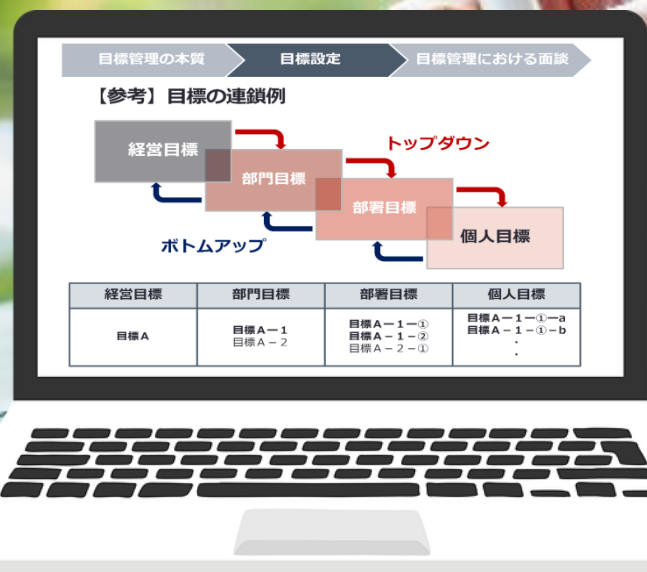 目標管理の本質
目標設定
目標管理における面談
【参考】目標の連鎖例
経営目標
部門目標
部署目標
個人目標
トップダウン
ボトムアップ
経営目標 部門目標 部署目標 個人目標
目標A
目標A－1
目標A－2
目標A－1－①
目標A－1－②
目標A－2－①
目標A－1－①－a
目標A－1－①－b
・
・